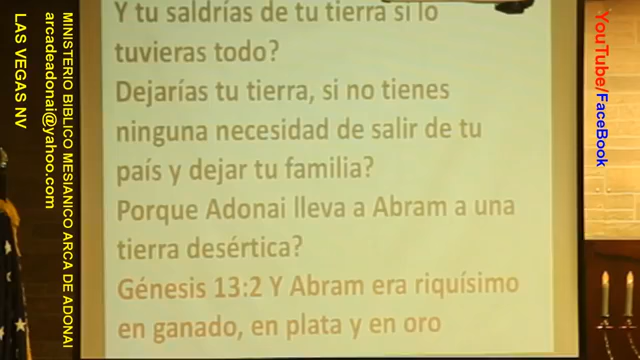 Y tu saldrías de tu tierra si lo
tuvieras todo?
Dejarías tu tierra, si no tienes
ninguna necesidad de salir de tu
país y dejar tu familia?
Porque Adonai lleva a Abram a una
tierra desértica?
Génesis 13:2 Y Abram era riquísimo
en ganado, en plata y en oro
MINISTERIO BIBLICO MESIANICO ARCA DE ADONAI
arcadeadonai@yahoo.com
LAS VEGAS NV
YouTube/FaceBook